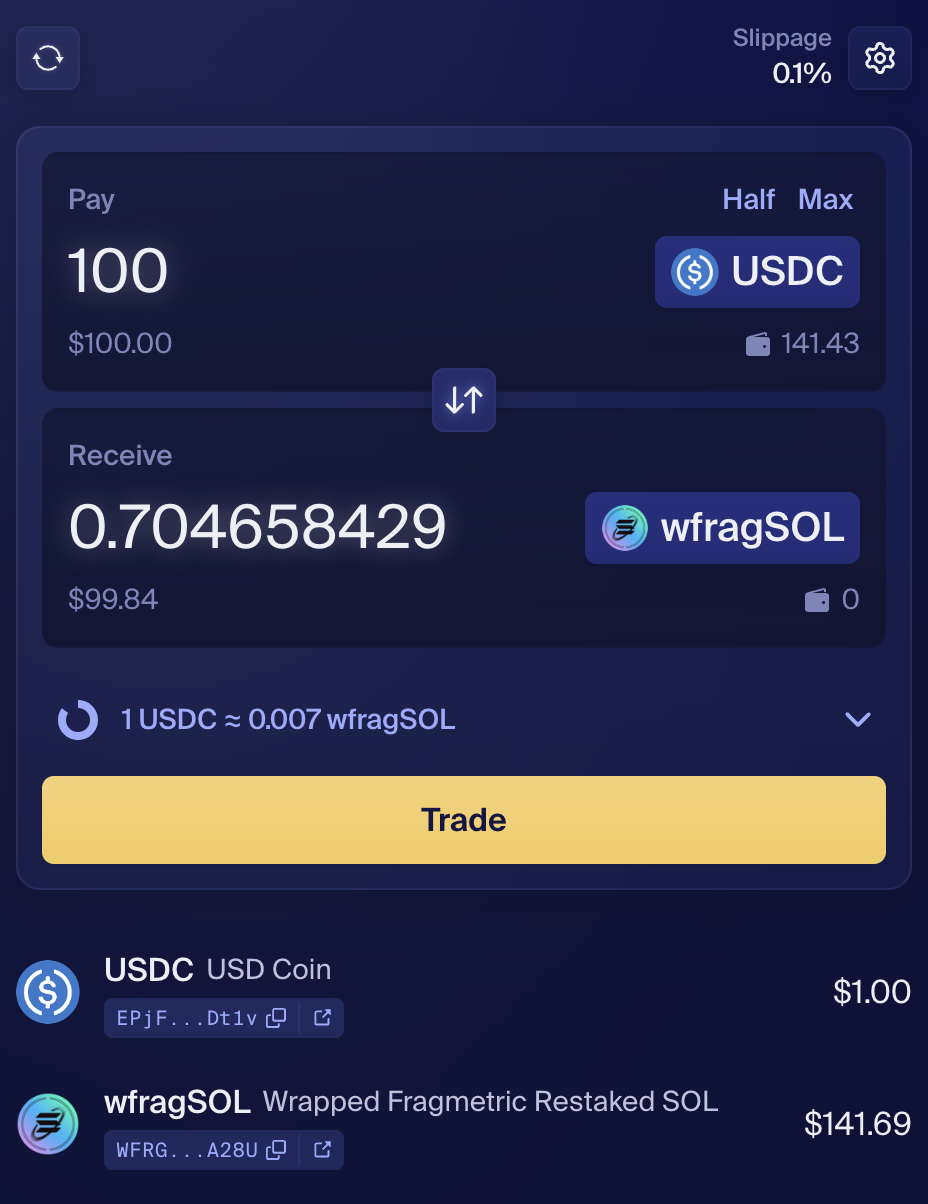 Slippage
0.1%
Pay
Half Max
100
USDC
$100.00
141.43
Receive
0.704658429
wfragSOL
$99.84
0
1 USDC ≈ 0.007 wfragSOL
Trade
USDC USD Coin
$1.00
EPjF...Dt1v
wfragSOL Wrapped Fragmetric Restaked SOL
$141.69
WFRG...A28U